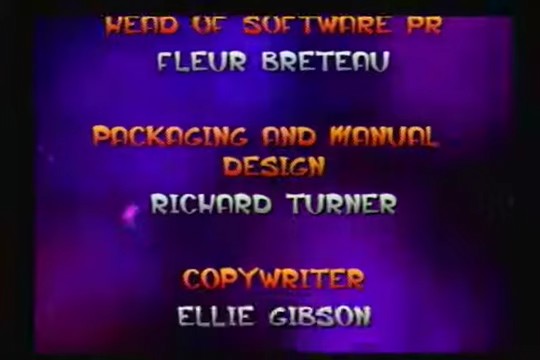 HEAD OF SOFTWARE PR
FLEUR BRETEAU
PACKAGING AND MANUAL
DESIGN
RICHARD TURNER
COPYWRITER
ELLIE GIBSON